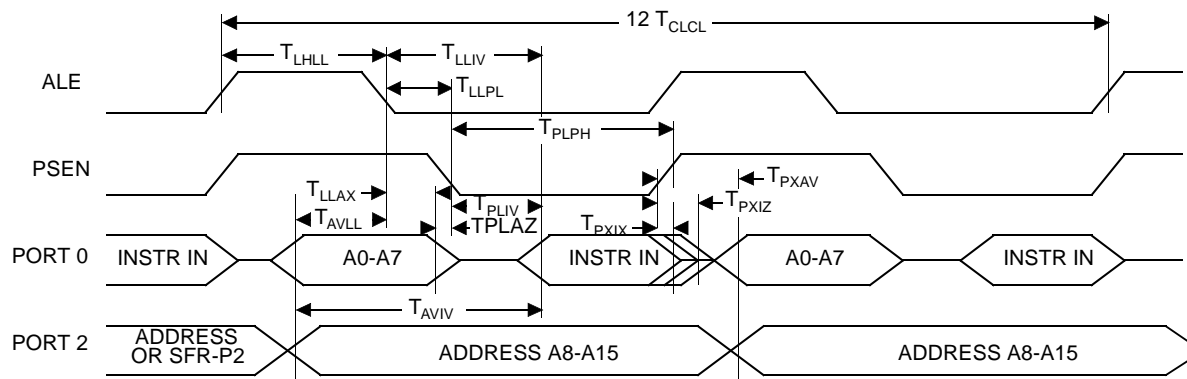 12 TCLCL
TLHLL TLLIV
ALE
TLLPL
TPLPH
PSEN
TLLAX TPXAV
TPLIV TPXIZ
TAVLL TPLAZ TPXIX
PORT 0 INSTR IN A0-A7 INSTR IN A0-A7 INSTR IN
TAVIV
PORT 2 ADDRESS
OR SFR-P2 ADDRESS A8-A15 ADDRESS A8-A15